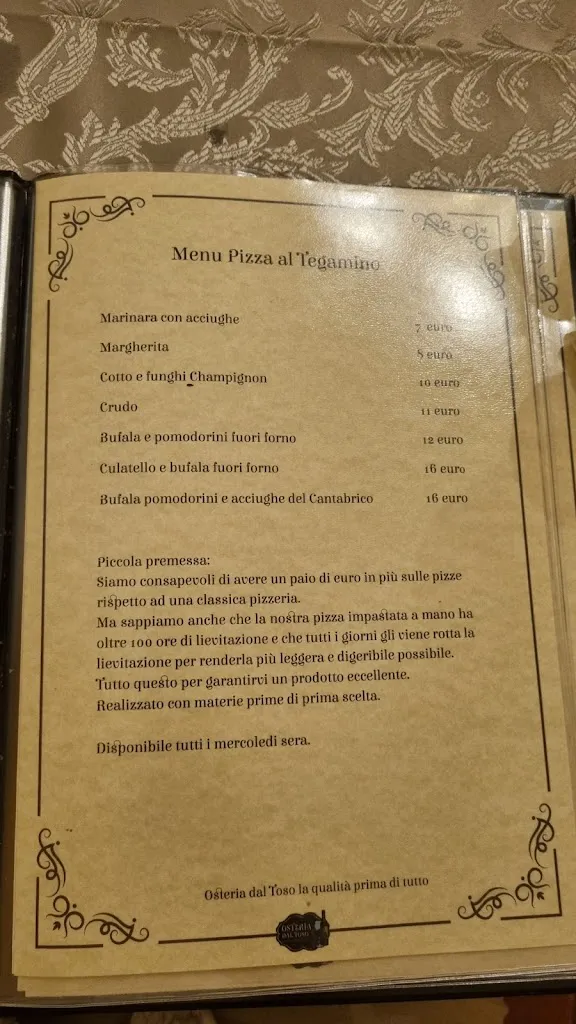 Menu Pizza al Tegamino
Marinara con acciughe 7 euro
Margherita 8 euro
Cotto e funghi Champignon 10 euro
Crudo 11 euro
Bufala e pomodorini fuori forno 12 euro
Culatello e bufala fuori forno 16 euro
Bufala pomodorini e acciughe del Cantabrico 16 euro
Piccola premessa:
Siamo consapevoli di avere un paio di euro in più sulle pizze
rispetto ad una classica pizzeria.
Ma sappiamo anche che la nostra pizza impastata a mano ha
oltre 100 ore di lievitazione e che tutti i giorni gli viene rotta la
lievitazione per renderla più leggera e digeribile possibile.
Tutto questo per garantirvi un prodotto eccellente.
Realizzato con materie prime di prima scelta.
Disponibile tutti i mercoledi sera.
Osteria dal Toso la qualità prima di tutto
OSTERIA
DAL TOSO